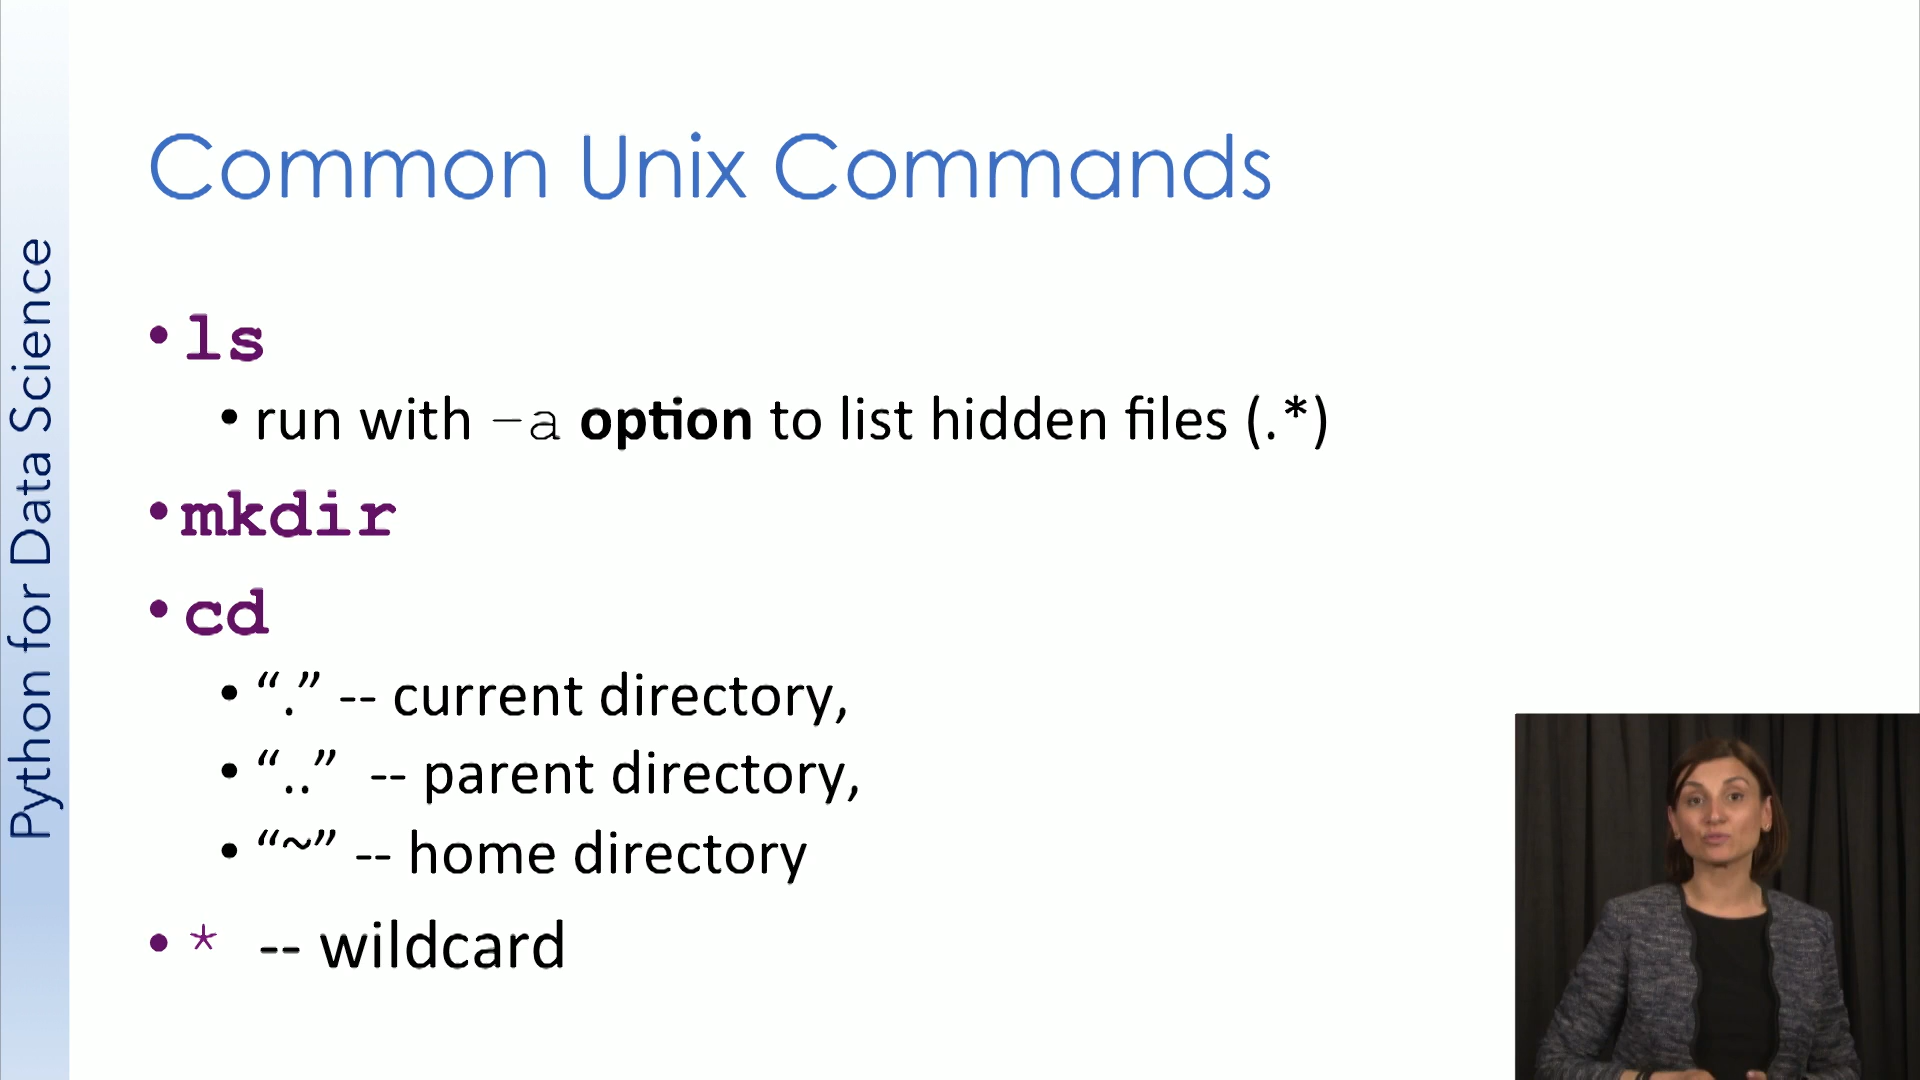 Common Unix Commands
• ls
• run with -a option to list hidden files (.*)
• mkdir
• cd
• “.” -- current directory,
• “..” -- parent directory,
• “~” -- home directory
• * -- wildcard
Python for Data Science